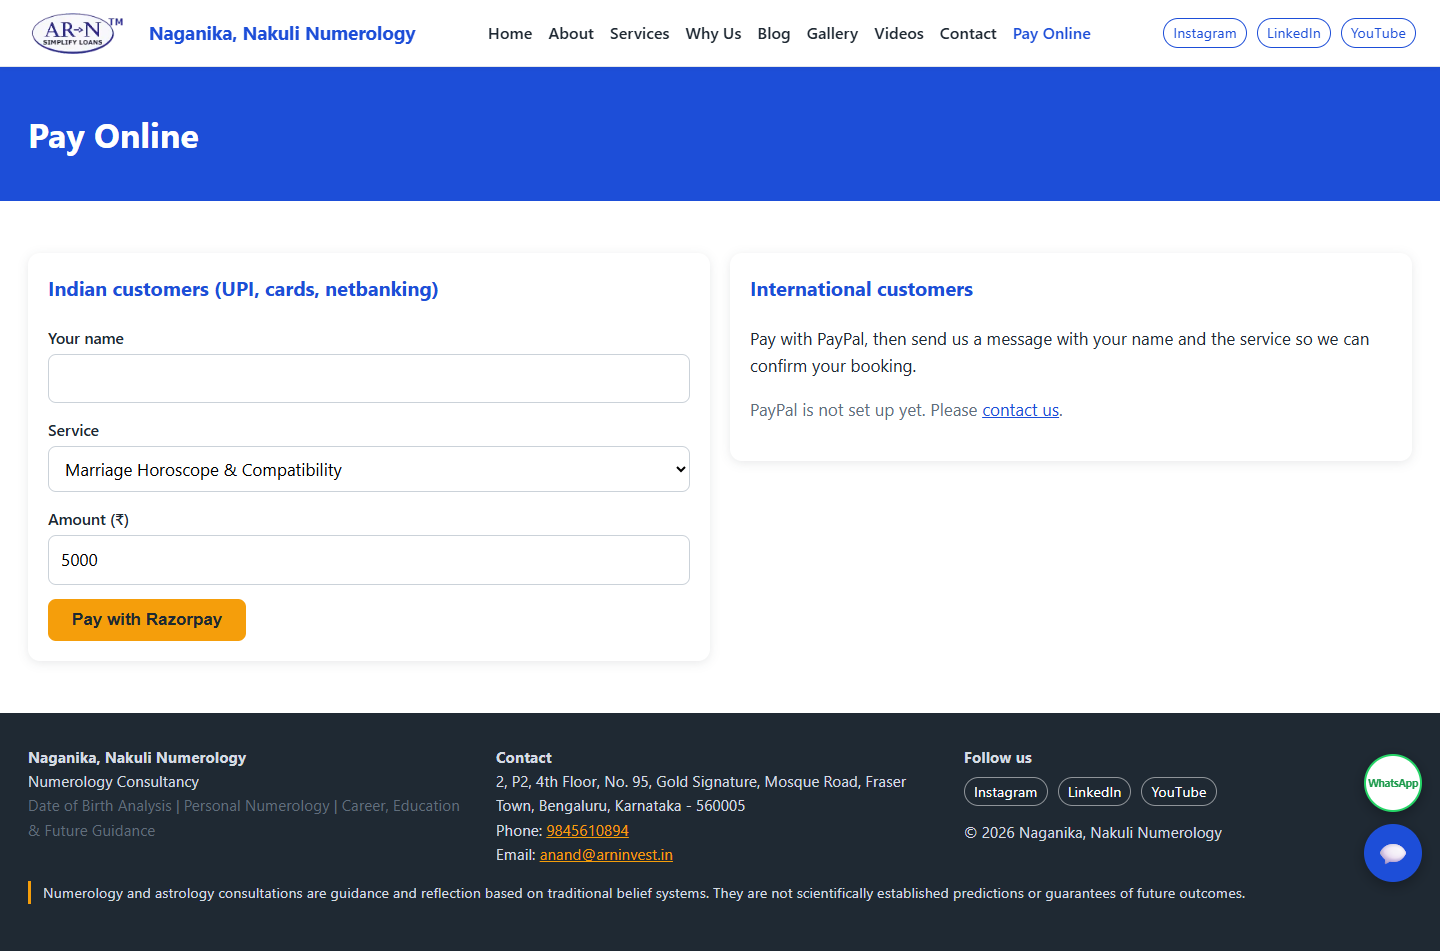 AR➔N TM
SIMPLIFY LOANS
Naganika, Nakuli Numerology
Home About Services Why Us Blog Gallery Videos Contact Pay Online
Instagram LinkedIn YouTube
Pay Online
Indian customers (UPI, cards, netbanking)
Your name
Service
Marriage Horoscope & Compatibility
Amount (₹)
5000
Pay with Razorpay
International customers
Pay with PayPal, then send us a message with your name and the service so we can
confirm your booking.
PayPal is not set up yet. Please contact us.
Naganika, Nakuli Numerology
Numerology Consultancy
Date of Birth Analysis | Personal Numerology | Career, Education
& Future Guidance
Contact
2, P2, 4th Floor, No. 95, Gold Signature, Mosque Road, Fraser
Town, Bengaluru, Karnataka - 560005
Phone: 9845610894
Email: anand@arninvest.in
Follow us
Instagram LinkedIn YouTube
© 2026 Naganika, Nakuli Numerology
WhatsApp
Numerology and astrology consultations are guidance and reflection based on traditional belief systems. They are not scientifically established predictions or guarantees of future outcomes.